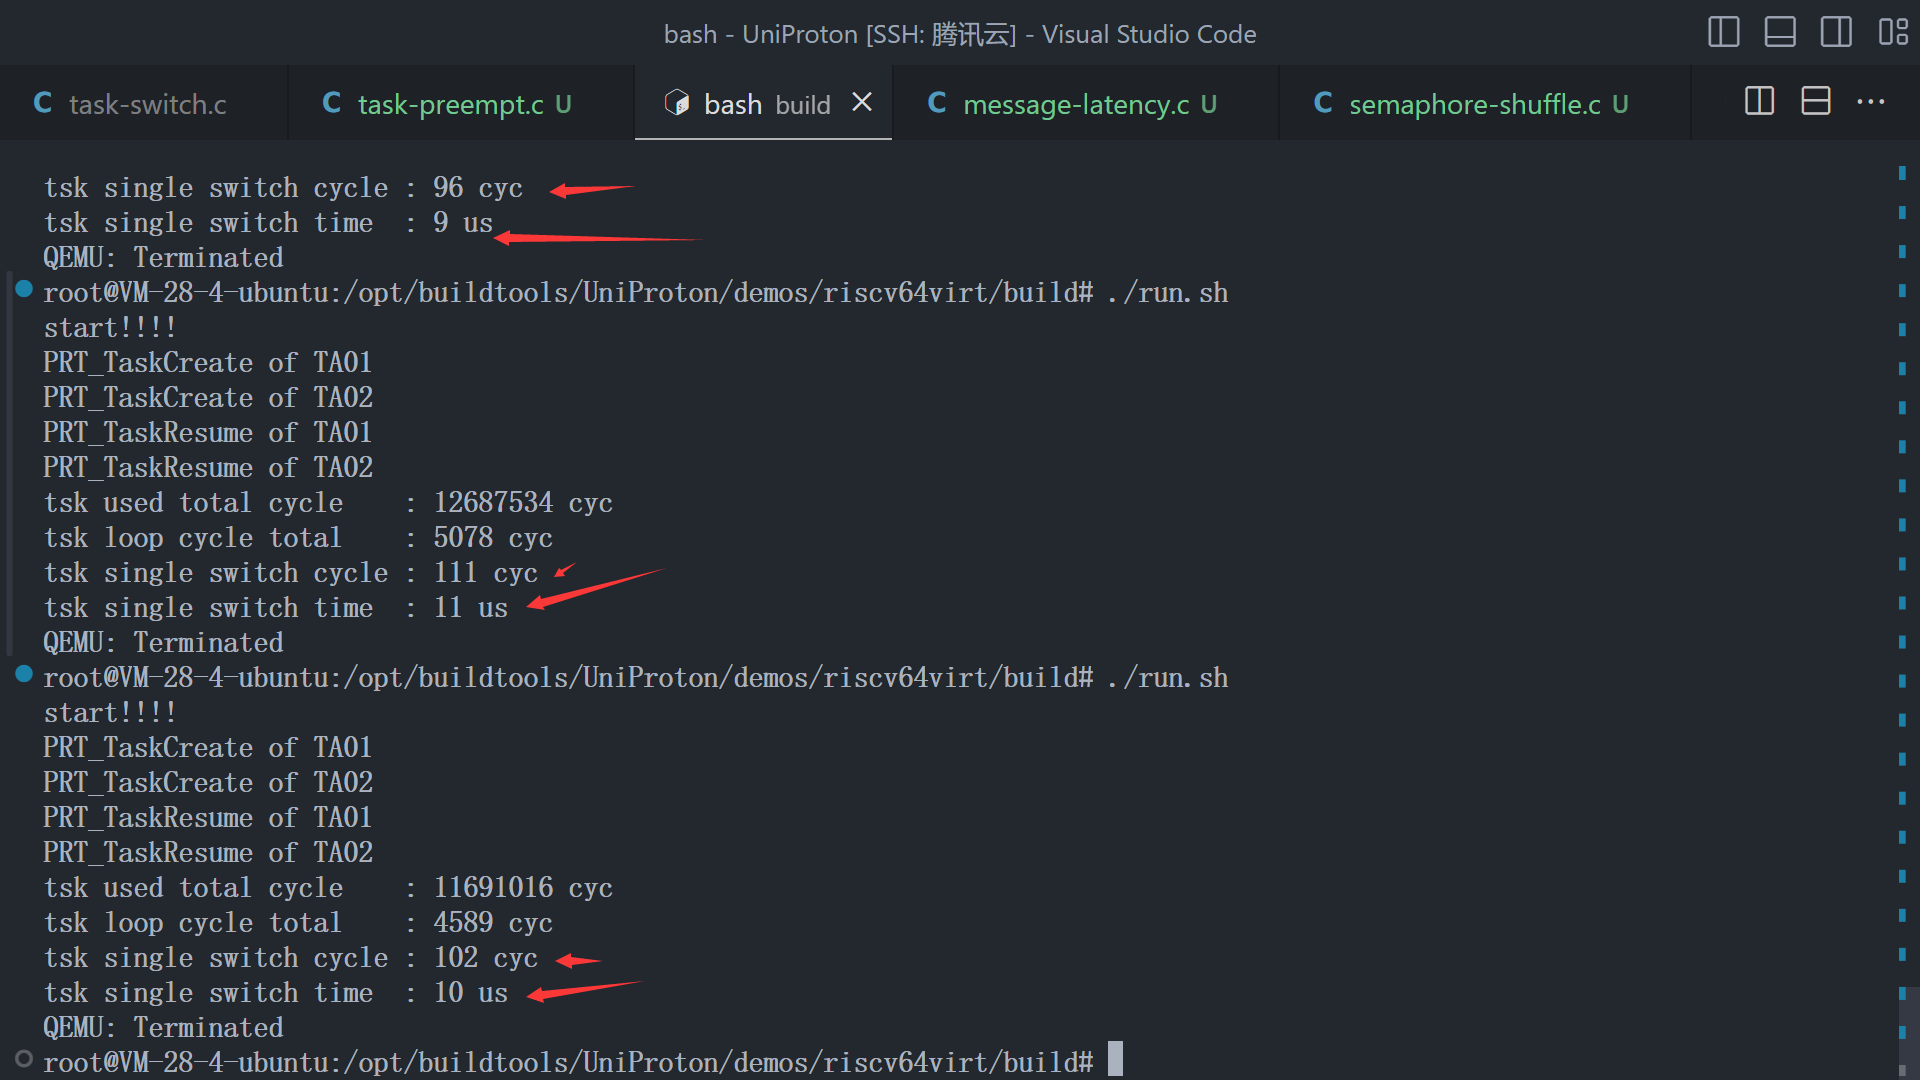 bash - UniProton [SSH: 腾讯云] - Visual Studio Code
C task-switch.c C task-preempt.c U bash build C message-latency.c U C semaphore-shuffle.c U
tsk single switch cycle : 96 cyc
tsk single switch time  : 9 us
QEMU: Terminated
root@VM-28-4-ubuntu:/opt/buildtools/UniProton/demos/riscv64virt/build# ./run.sh
start!!!!
PRT_TaskCreate of TA01
PRT_TaskCreate of TA02
PRT_TaskResume of TA01
PRT_TaskResume of TA02
tsk used total cycle    : 12687534 cyc
tsk loop cycle total    : 5078 cyc
tsk single switch cycle : 111 cyc
tsk single switch time  : 11 us
QEMU: Terminated
root@VM-28-4-ubuntu:/opt/buildtools/UniProton/demos/riscv64virt/build# ./run.sh
start!!!!
PRT_TaskCreate of TA01
PRT_TaskCreate of TA02
PRT_TaskResume of TA01
PRT_TaskResume of TA02
tsk used total cycle    : 11691016 cyc
tsk loop cycle total    : 4589 cyc
tsk single switch cycle : 102 cyc
tsk single switch time  : 10 us
QEMU: Terminated
root@VM-28-4-ubuntu:/opt/buildtools/UniProton/demos/riscv64virt/build#